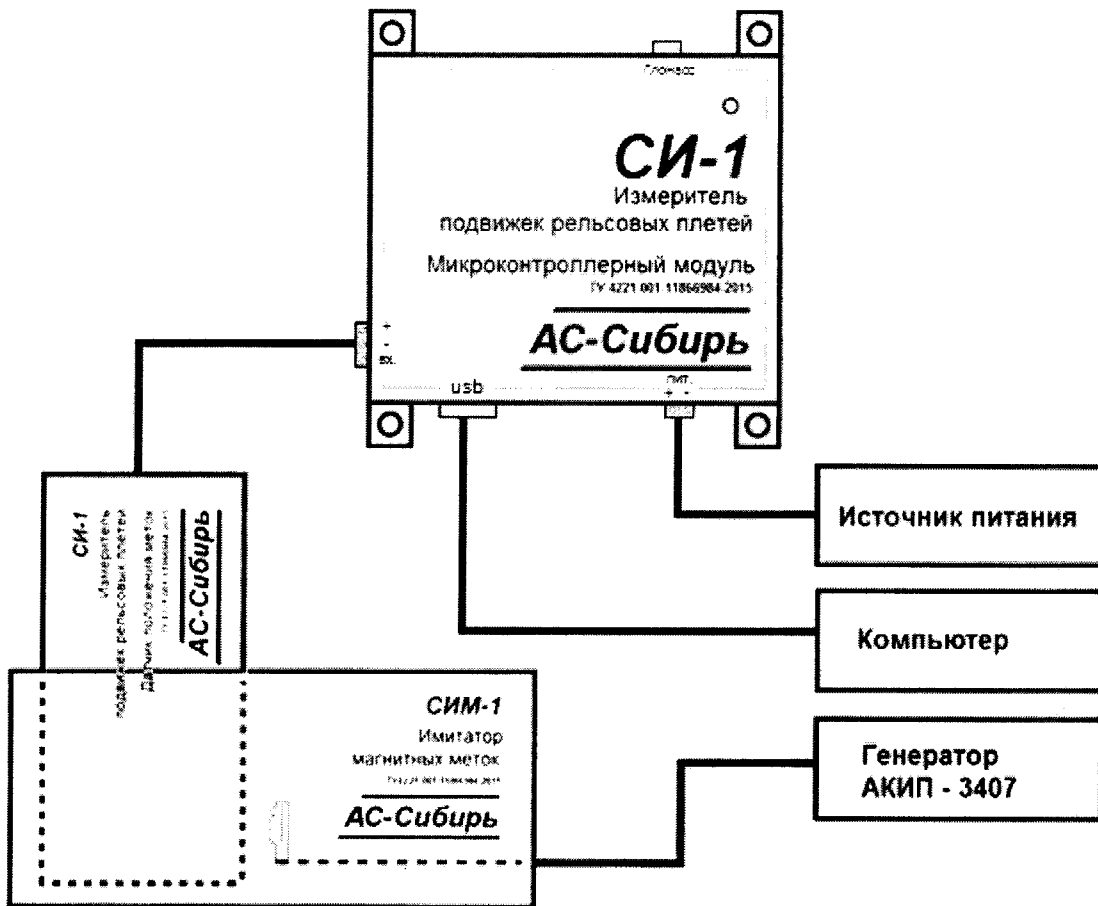 Глонасс
СИ-1
Измеритель
подвижек рельсовых плетей
Микроконтроллерный модуль
ТУ 4221 001 11866984 2015
АС-Сибирь
+
-
вх.
usb
пит.
+ -
СИ-1
Измеритель
подвижек рельсовых плетей
Датчик положения меток
АС-Сибирь
Источник питания
Компьютер
СИМ-1
Имитатор
магнитных меток
АС-Сибирь
Генератор
АКИП - 3407